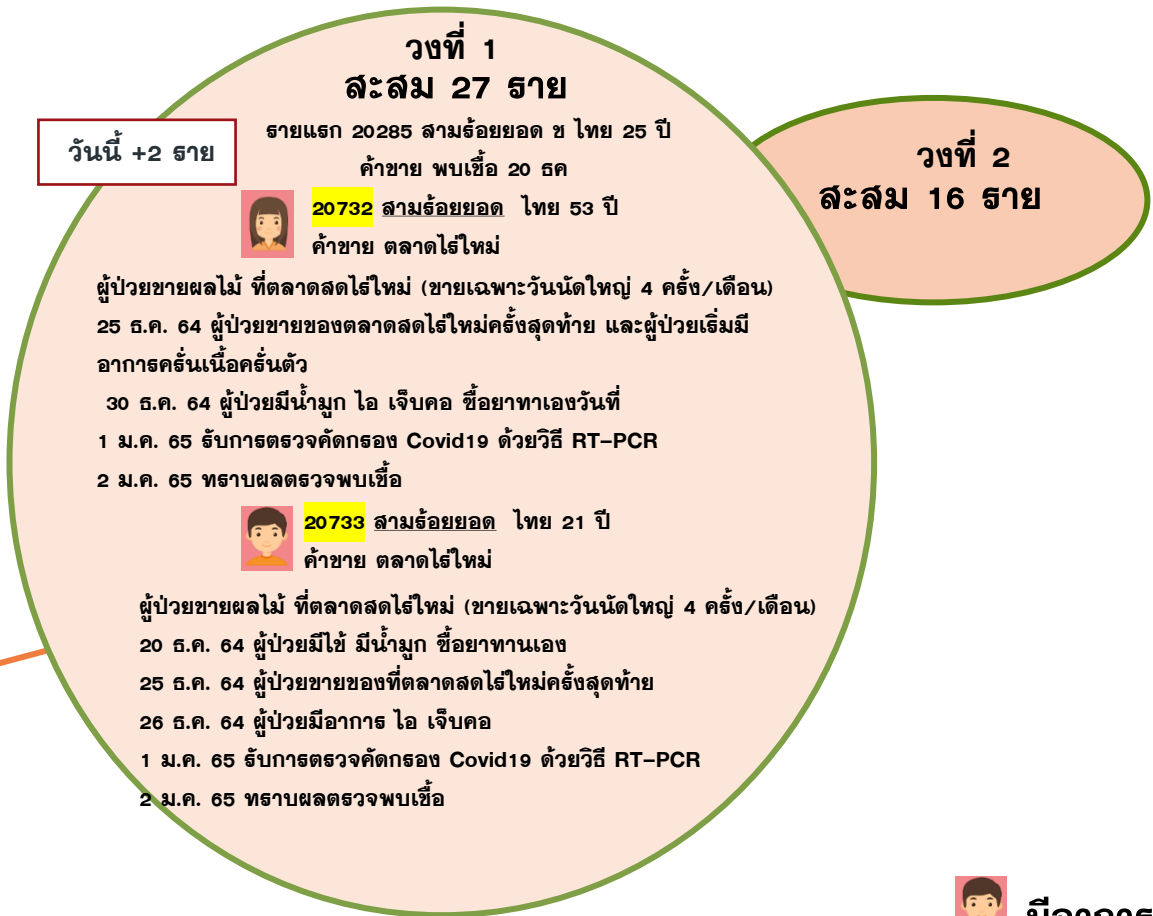 วงที่ 1
สะสม 27 ราย
วันนี้ +2 ราย
รายแรก 20285 สามร้อยยอด ข ไทย 25 ปี
ค้าขาย พบเชื้อ 20 ธค
20732 สามร้อยยอด ไทย 53 ปี
ค้าขาย ตลาดไร่ใหม่
ผู้ป่วยขายผลไม้ ที่ตลาดสดไร่ใหม่ (ขายเฉพาะวันนัดใหญ่ 4 ครั้ง/เดือน)
25 ธ.ค. 64 ผู้ป่วยขายของตลาดสดไร่ใหม่ครั้งสุดท้าย และผู้ป่วยเริ่มมี
อาการครั่นเนื้อครั่นตัว
30 ธ.ค. 64 ผู้ป่วยมีน้ำมูก ไอ เจ็บคอ ซื้อยาทาเองวันที่
1 ม.ค. 65 รับการตรวจคัดกรอง Covid19 ด้วยวิธี RT-PCR
2 ม.ค. 65 ทราบผลตรวจพบเชื้อ
20733 สามร้อยยอด ไทย 21 ปี
ค้าขาย ตลาดไร่ใหม่
ผู้ป่วยขายผลไม้ ที่ตลาดสดไร่ใหม่ (ขายเฉพาะวันนัดใหญ่ 4 ครั้ง/เดือน)
20 ธ.ค. 64 ผู้ป่วยมีไข้ มีน้ำมูก ซื้อยาทานเอง
25 ธ.ค. 64 ผู้ป่วยขายของที่ตลาดสดไร่ใหม่ครั้งสุดท้าย
26 ธ.ค. 64 ผู้ป่วยมีอาการ ไอ เจ็บคอ
1 ม.ค. 65 รับการตรวจคัดกรอง Covid19 ด้วยวิธี RT-PCR
2 ม.ค. 65 ทราบผลตรวจพบเชื้อ
วงที่ 2
สะสม 16 ราย